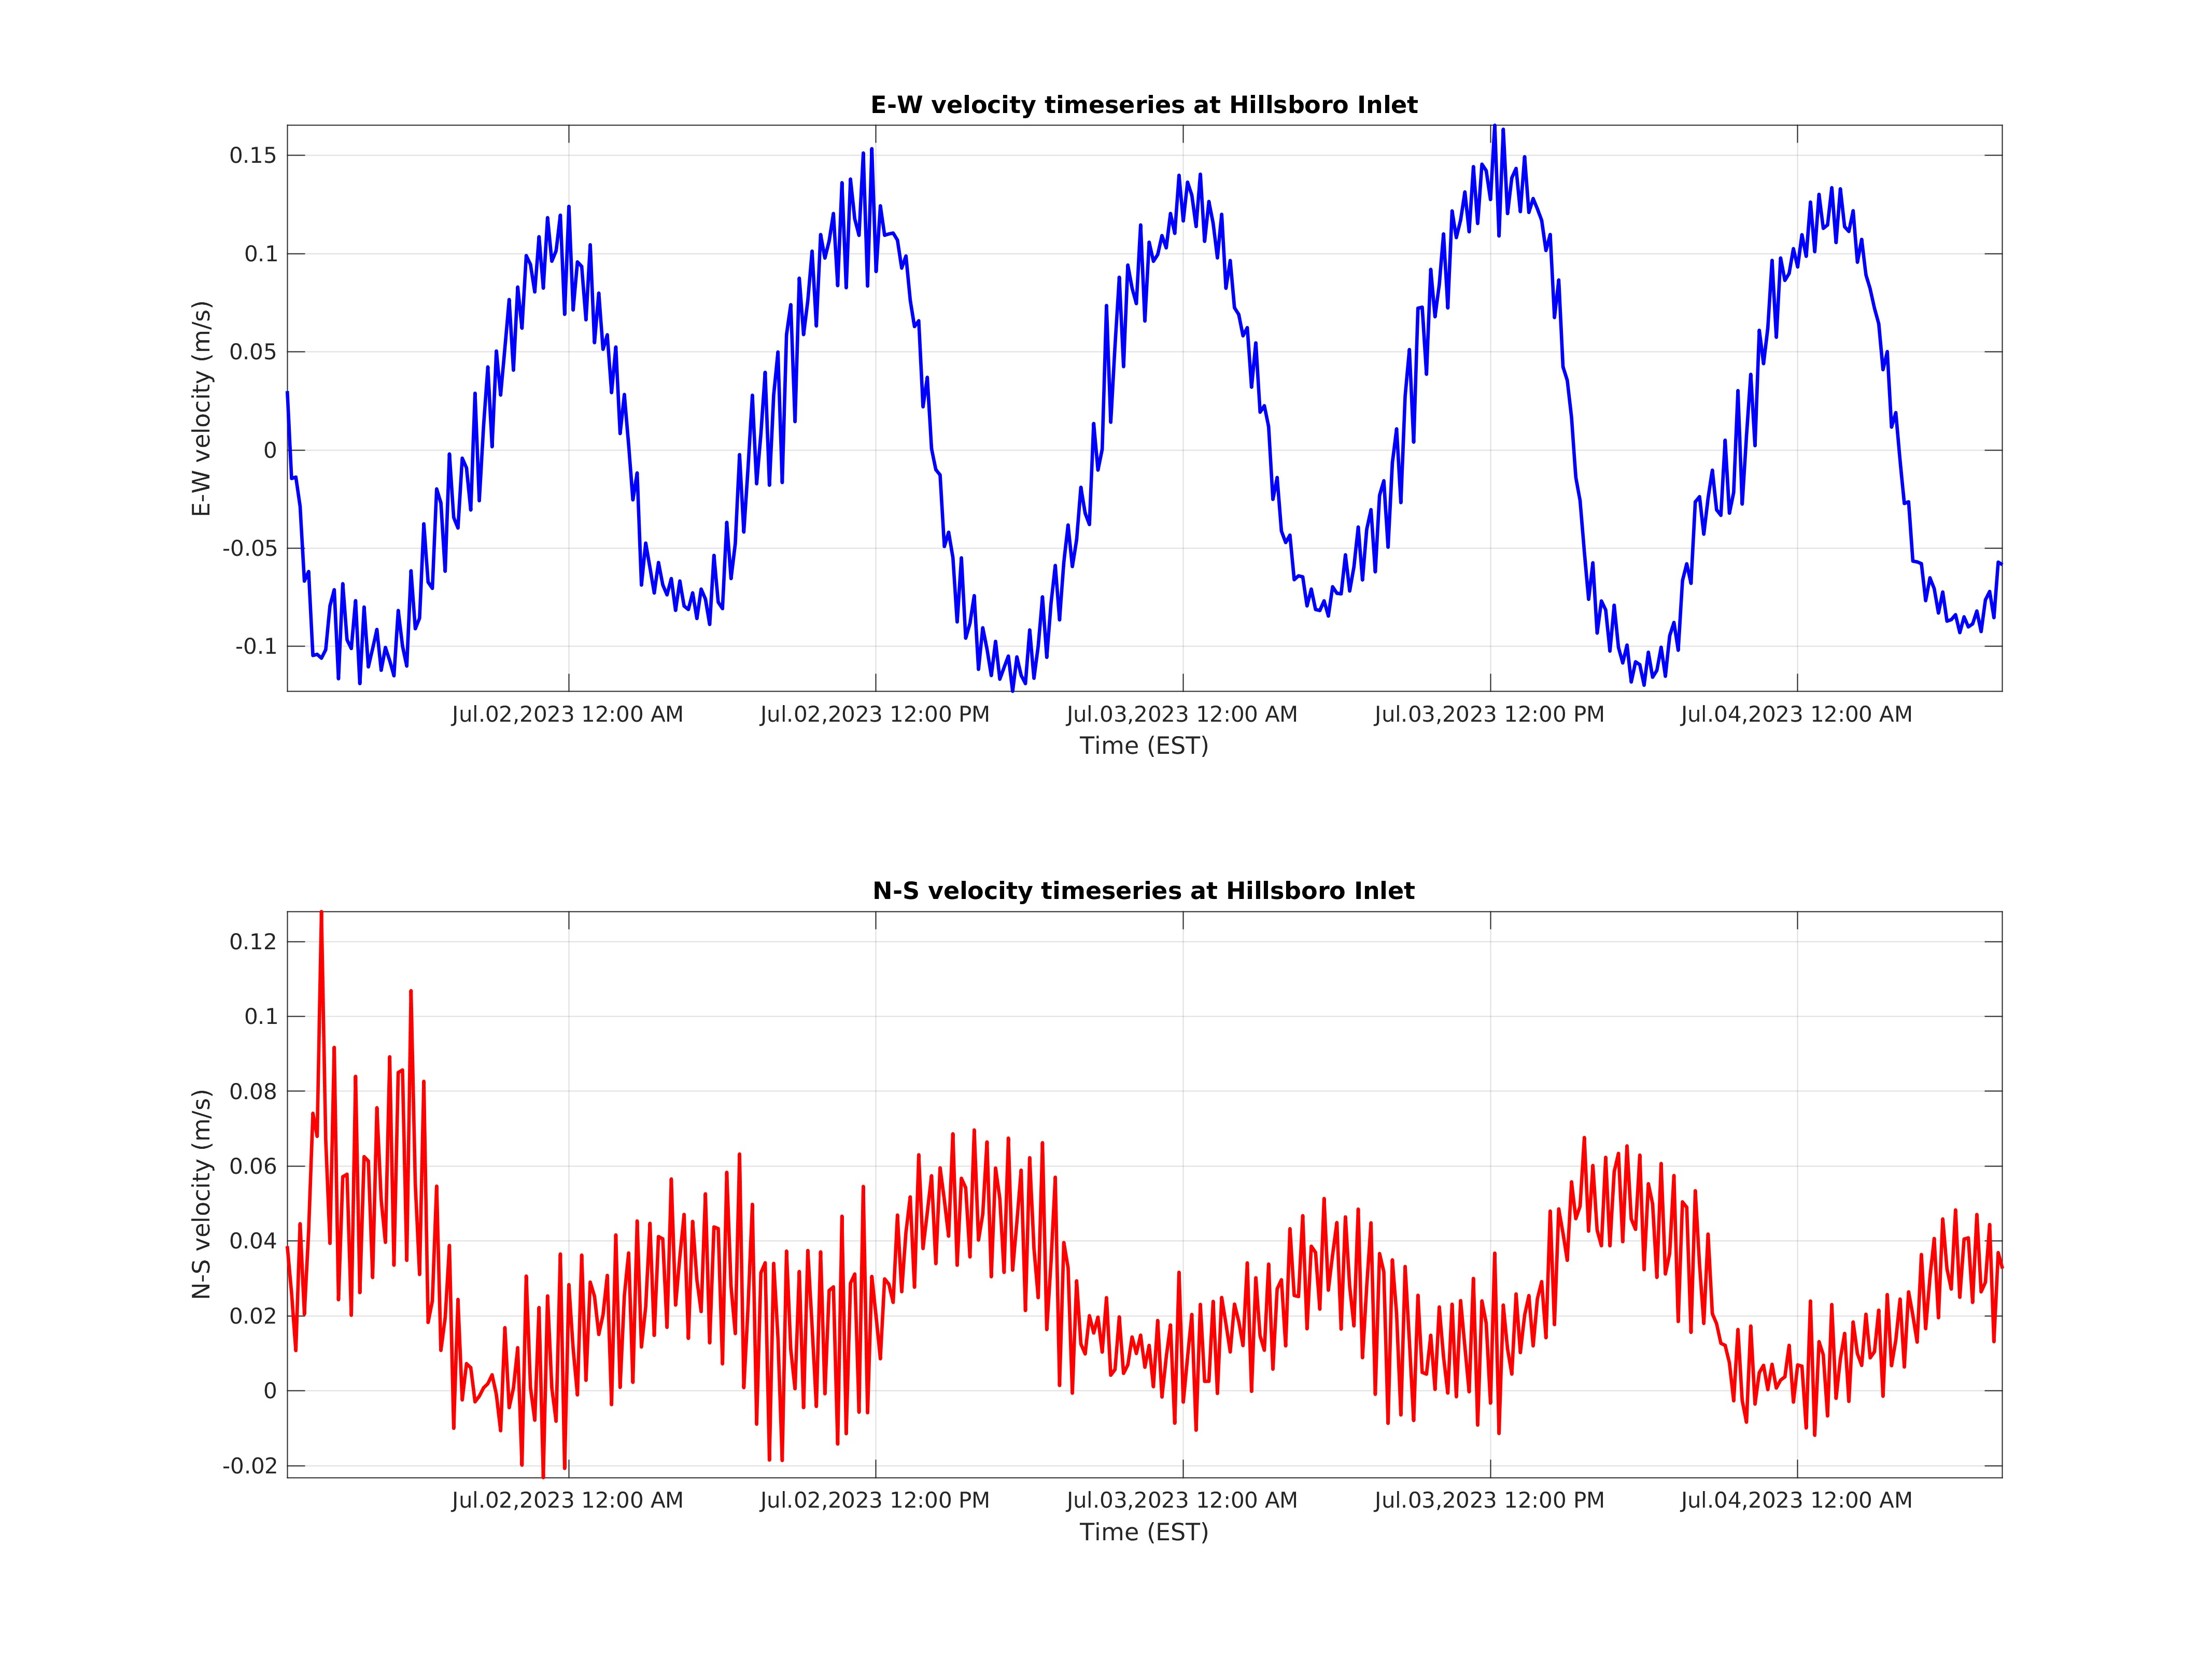 E-W velocity timeseries at Hillsboro Inlet
0.15
0.1
0.05
0
-0.05
-0.1
E-W velocity (m/s)
Jul.02,2023 12:00 AM
Jul.02,2023 12:00 PM
Jul.03,2023 12:00 AM
Jul.03,2023 12:00 PM
Jul.04,2023 12:00 AM
Time (EST)
N-S velocity timeseries at Hillsboro Inlet
0.12
0.1
0.08
0.06
0.04
0.02
0
-0.02
N-S velocity (m/s)
Jul.02,2023 12:00 AM
Jul.02,2023 12:00 PM
Jul.03,2023 12:00 AM
Jul.03,2023 12:00 PM
Jul.04,2023 12:00 AM
Time (EST)